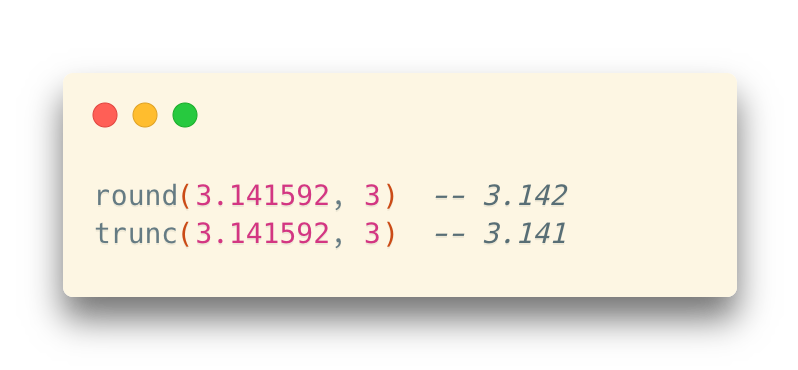 round(3.141592, 3)  -- 3.142
trunc(3.141592, 3)  -- 3.141